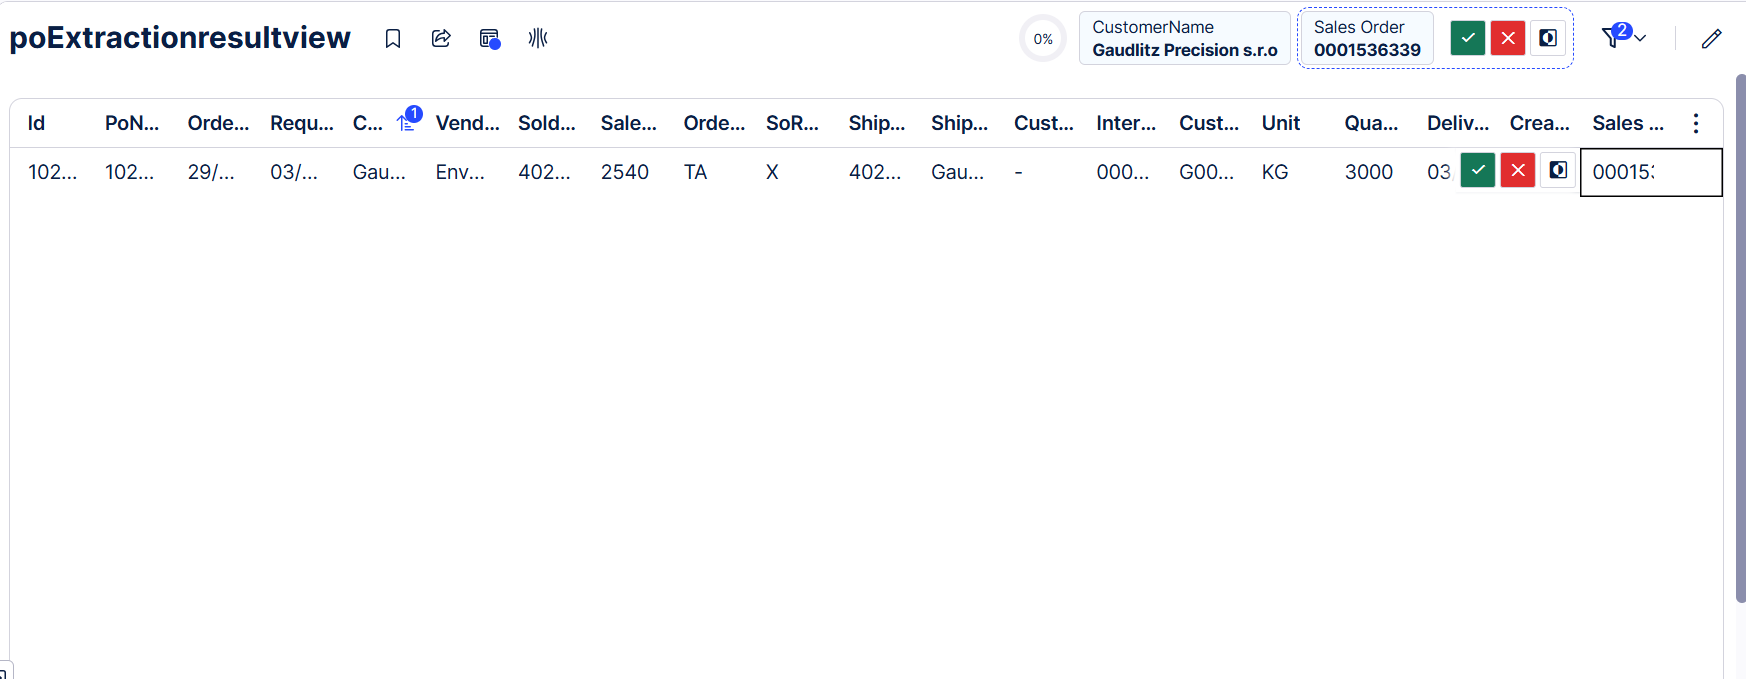 poExtractionresultview
0%
CustomerName
Gaudlitz Precision s.r.o
Sales Order
0001536339
2
Id PoN... Orde... Requ... C... 1 Vend... Sold... Sale... Orde... SoR... Ship... Ship... Cust... Inter... Cust... Unit Qua... Deliv... Crea... Sales ...
102... 102... 29/... 03/... Gau... Env... 402... 2540 TA X 402... Gau... - 000... G00... KG 3000 03 00015